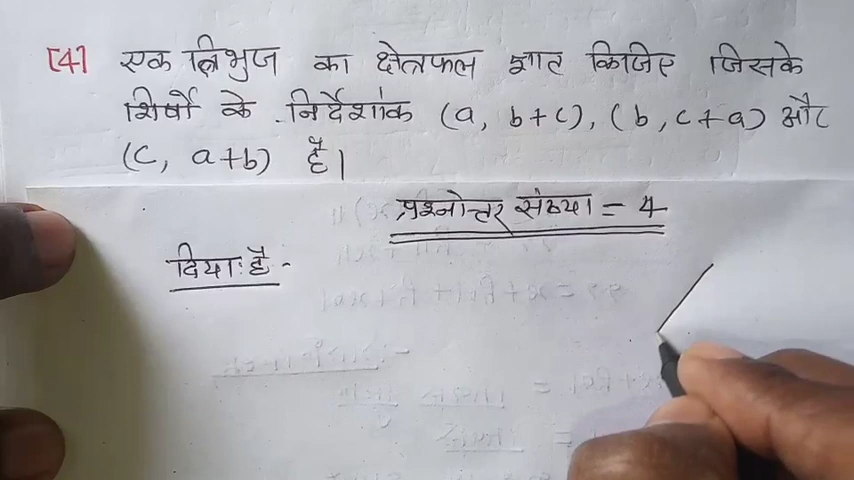 [4] एक त्रिभुज का क्षेत्रफल ज्ञात किजिए जिसके
शिर्षो के निर्देशांक (a, b+c), (b, c+a) और
(c, a+b) है।
प्रश्नोत्तर संख्या = 4
दिया है -